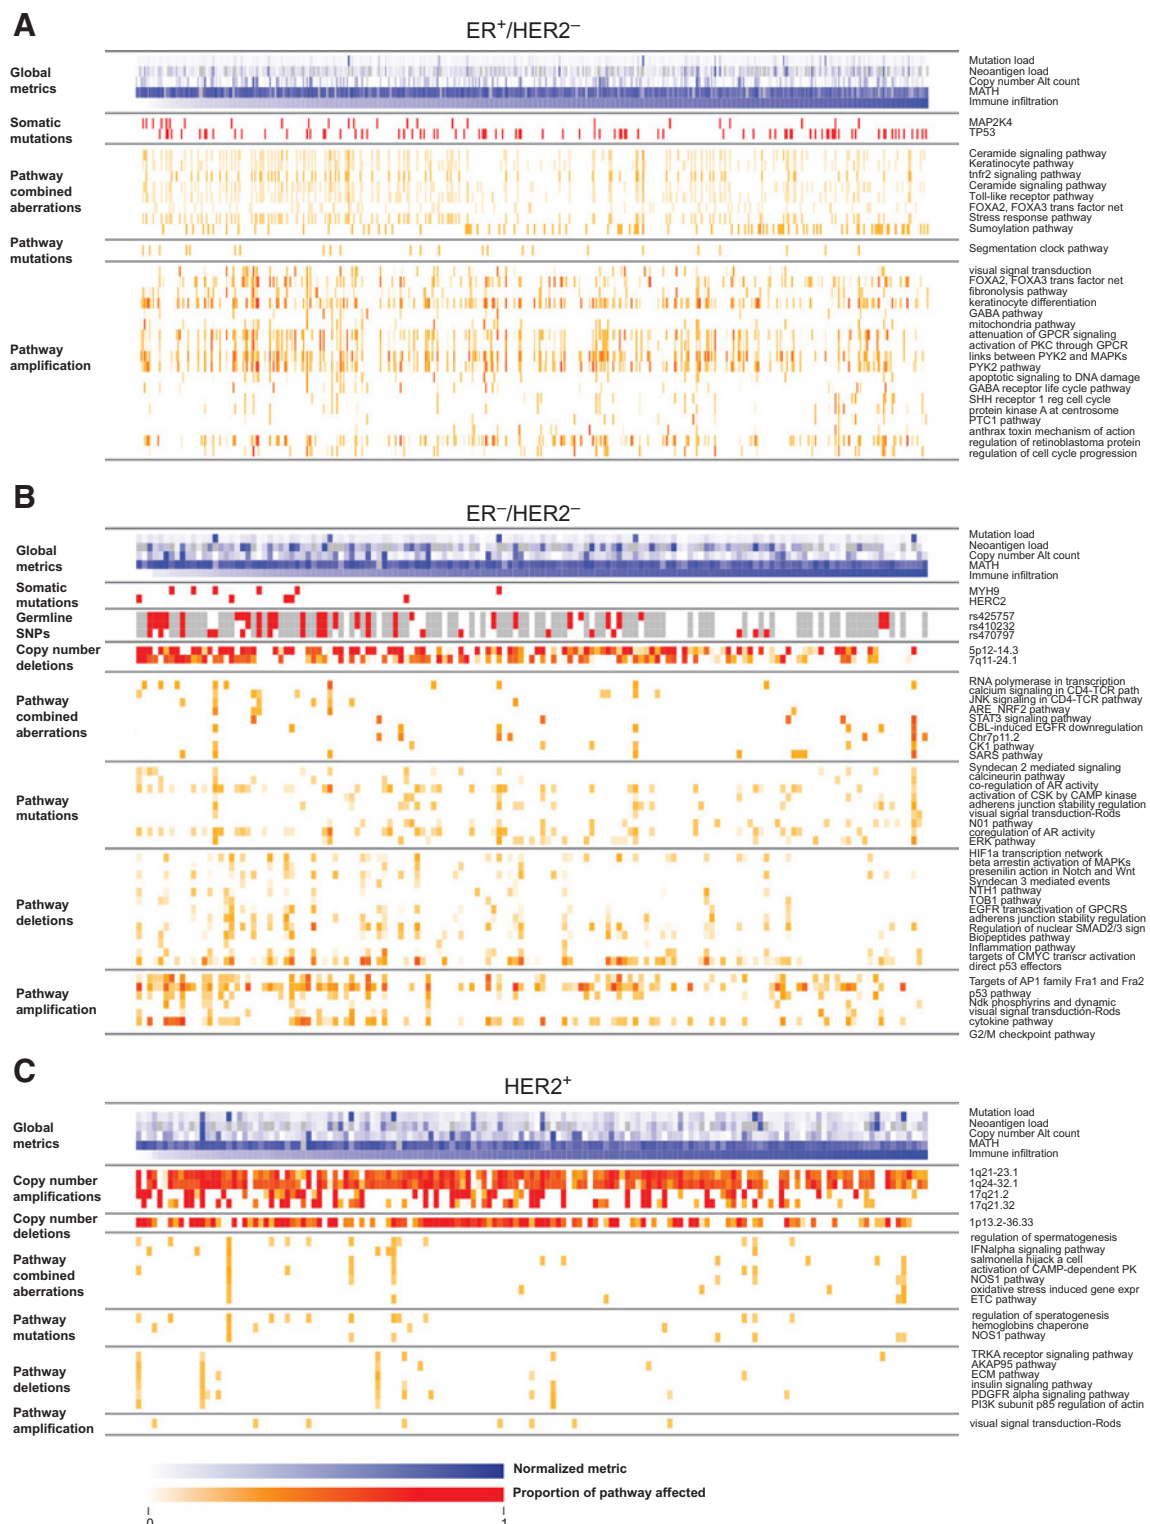 A
ER+/HER2–
Global
metrics
Mutation load
Neoantigen load
Copy number Alt count
MATH
Immune infiltration
Somatic
mutations
MAP2K4
TP53
Pathway
combined
aberrations
Ceramide signaling pathway
Keratinocyte pathway
tnfr2 signaling pathway
Ceramide signaling pathway
Toll-like receptor pathway
FOXA2, FOXA3 trans factor net
Stress response pathway
Sumoylation pathway
Pathway
mutations
Segmentation clock pathway
Pathway
amplification
visual signal transduction
FOXA2, FOXA3 trans factor net
fibronolysis pathway
keratinocyte differentiation
GABA pathway
mitochondria pathway
attenuation of GPCR signaling
activation of PKC through GPCR
links between PYK2 and MAPKs
PYK2 pathway
apoptotic signaling to DNA damage
GABA receptor life cycle pathway
SHH receptor 1 reg cell cycle
protein kinase A at centrosome
PTC1 pathway
anthrax toxin mechanism of action
regulation of retinoblastoma protein
regulation of cell cycle progression
B
ER–/HER2–
Global
metrics
Mutation load
Neoantigen load
Copy number Alt count
MATH
Immune infiltration
Somatic
mutations
MYH9
HERC2
Germline
SNPs
rs425757
rs410232
rs470797
Copy number
deletions
5p12-14.3
7q11-24.1
Pathway
combined
aberrations
RNA polymerase in transcription
calcium signaling in CD4-TCR path
JNK signaling in CD4-TCR pathway
ARE_NRF2 pathway
STAT3 signaling pathway
CBL-induced EGFR downregulation
Chr7p11.2
CK1 pathway
SARS pathway
Pathway
mutations
Syndecan 2 mediated signaling
calcineurin pathway
co-regulation of AR activity
activation of CSK by CAMP kinase
adherens junction stability regulation
visual signal transduction-Rods
N01 pathway
coregulation of AR activity
ERK pathway
Pathway
deletions
HIF1a transcription network
beta arrestin activation of MAPKs
presenilin action in Notch and Wnt
Syndecan 3 mediated events
NTH1 pathway
TOB1 pathway
EGFR transactivation of GPCRS
adherens junction stability regulation
Regulation of nuclear SMAD2/3 sign
Biopeptides pathway
Inflammation pathway
targets of CMYC transcr activation
direct p53 effectors
Pathway
amplification
Targets of AP1 family Fra1 and Fra2
p53 pathway
Ndk phosphyrins and dynamic
visual signal transduction-Rods
cytokine pathway
G2/M checkpoint pathway
C
HER2+
Global
metrics
Mutation load
Neoantigen load
Copy number Alt count
MATH
Immune infiltration
Copy number
amplifications
1q21-23.1
1q24-32.1
17q21.2
17q21.32
Copy number
deletions
1p13.2-36.33
Pathway
combined
aberrations
regulation of spermatogenesis
IFNalpha signaling pathway
salmonella hijack a cell
activation of CAMP-dependent PK
NOS1 pathway
oxidative stress induced gene expr
ETC pathway
Pathway
mutations
regulation of speratogenesis
hemoglobins chaperone
NOS1 pathway
Pathway
deletions
TRKA receptor signaling pathway
AKAP95 pathway
ECM pathway
insulin signaling pathway
PDGFR alpha signaling pathway
PI3K subunit p85 regulation of actin
Pathway
amplification
visual signal transduction-Rods
Normalized metric
Proportion of pathway affected
0 1